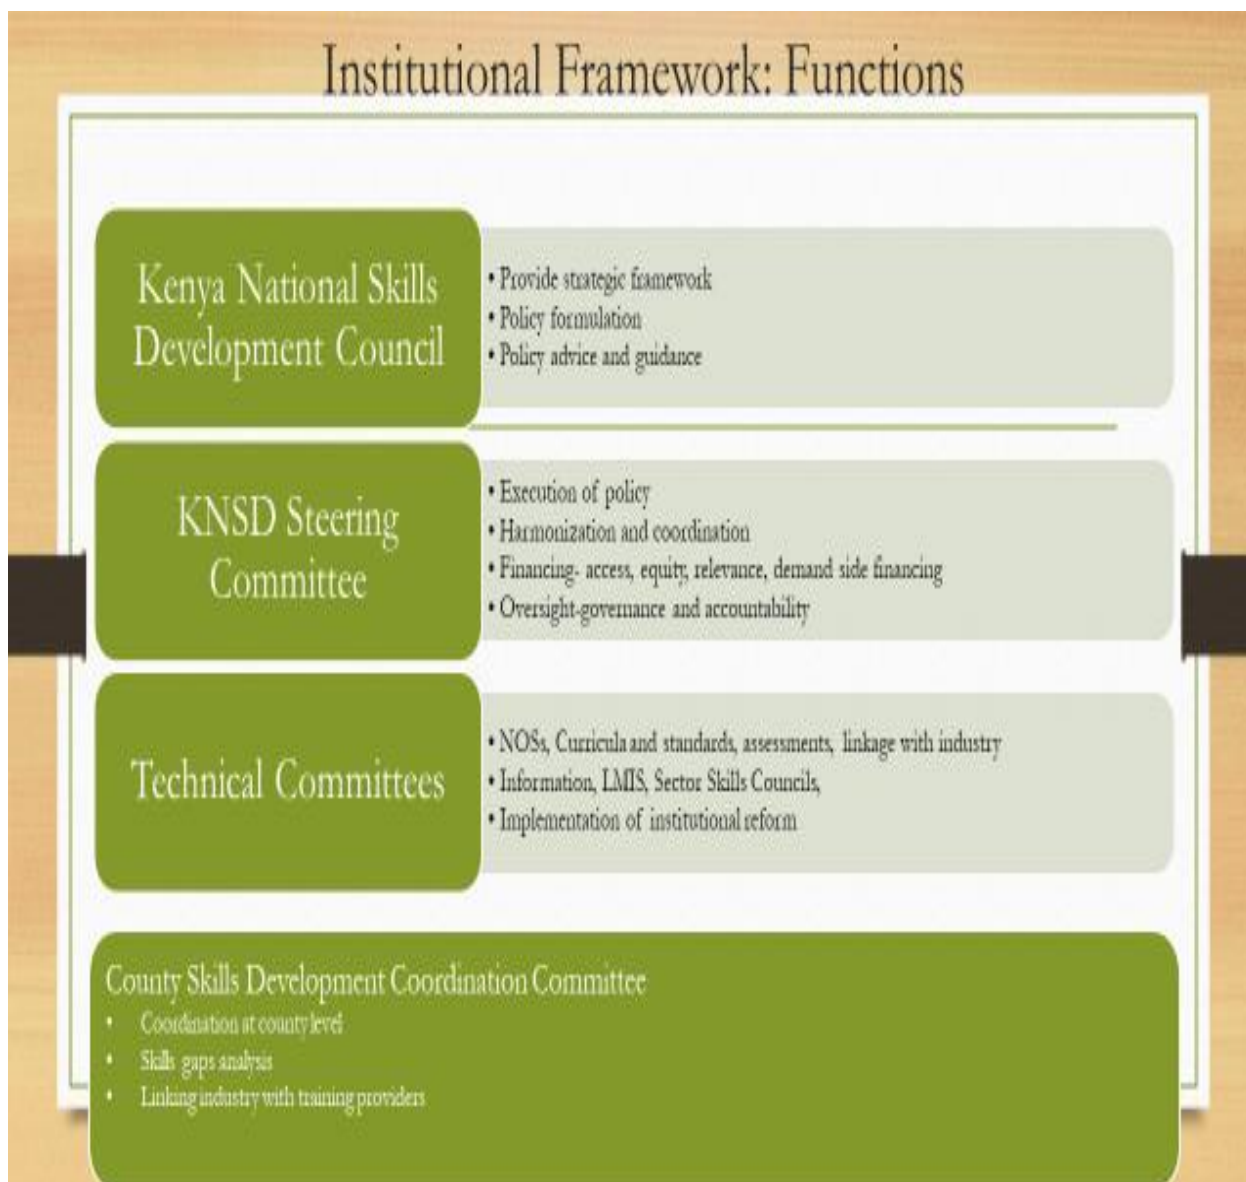 Institutional Framework: Functions
Kenya National Skills
Development Council
• Provide strategic framework
• Policy formulation
• Policy advice and guidance
KNSD Steering
Committee
• Execution of policy
• Harmonization and coordination
• Financing- access, equity, relevance, demand side financing
• Oversight-governance and accountability
Technical Committees
• NOSs, Curricula and standards, assessments, linkage with industry
• Information, LMIS, Sector Skills Councils,
• Implementation of institutional reform
County Skills Development Coordination Committee
• Coordination at county level
• Skills gaps analysis
• Linking industry with training providers